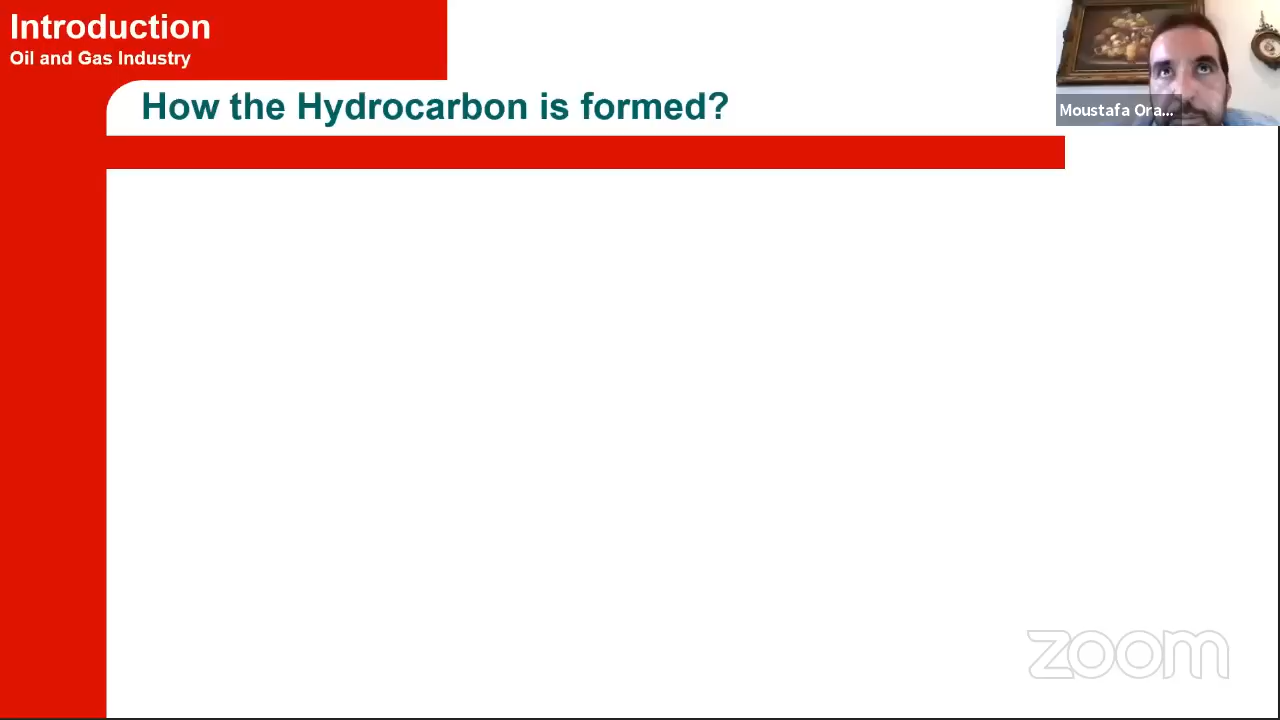 Introduction
Oil and Gas Industry
How the Hydrocarbon is formed?
Moustafa Ora...
zoom